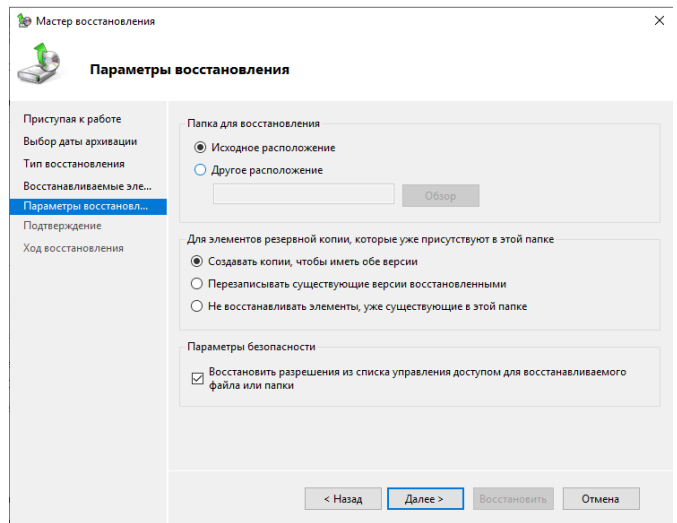 Мастер восстановления
Параметры восстановления
Приступая к работе
Выбор даты архивации
Тип восстановления
Восстанавливаемые эле...
Параметры восстановл...
Подтверждение
Ход восстановления
Папка для восстановления
Исходное расположение
Другое расположение
Обзор
Для элементов резервной копии, которые уже присутствуют в этой папке
Создавать копии, чтобы иметь обе версии
Перезаписывать существующие версии восстановленными
Не восстанавливать элементы, уже существующие в этой папке
Параметры безопасности
Восстановить разрешения из списка управления доступом для восстанавливаемого
файла или папки
< Назад
Далее >
Восстановить
Отмена